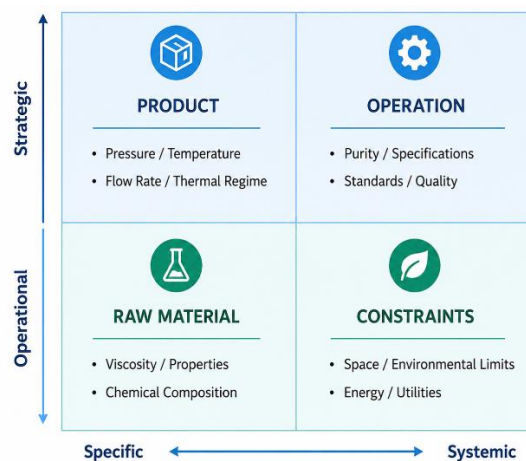 Strategic
PRODUCT
• Pressure / Temperature
• Flow Rate / Thermal Regime
OPERATION
• Purity / Specifications
• Standards / Quality
Operational
RAW MATERIAL
• Viscosity / Properties
• Chemical Composition
CONSTRAINTS
• Space / Environmental Limits
• Energy / Utilities
Specific
Systemic